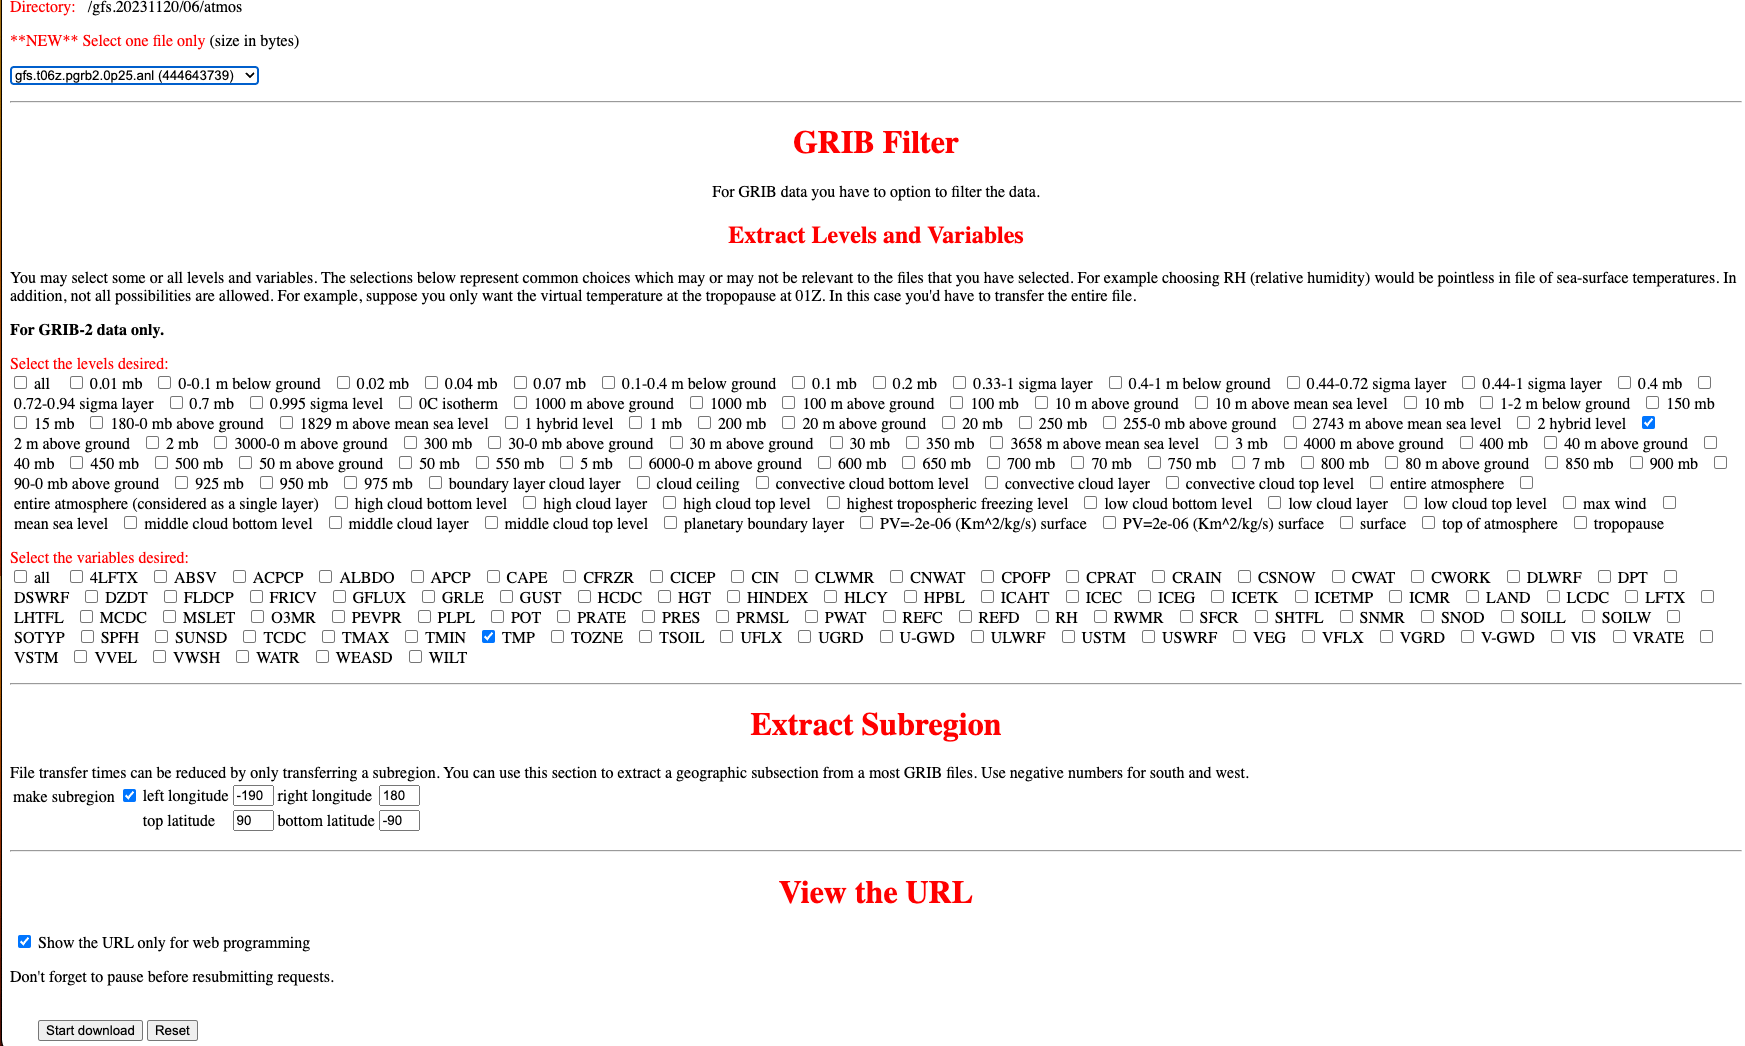 Directory: /gfs.20231120/06/atmos
**NEW** Select one file only (size in bytes)
gfs.t06z.pgrb2.0p25.anl (444643739)
GRIB Filter
For GRIB data you have to option to filter the data.
Extract Levels and Variables
You may select some or all levels and variables. The selections below represent common choices which may or may not be relevant to the files that you have selected. For example choosing RH (relative humidity) would be pointless in file of sea-surface temperatures. In
addition, not all possibilities are allowed. For example, suppose you only want the virtual temperature at the tropopause at 01Z. In this case you'd have to transfer the entire file.
For GRIB-2 data only.
Select the levels desired:
all 0.01 mb 0-0.1 m below ground 0.02 mb 0.04 mb 0.07 mb 0.1-0.4 m below ground 0.1 mb 0.2 mb 0.33-1 sigma layer 0.4-1 m below ground 0.44-0.72 sigma layer 0.44-1 sigma layer 0.4 mb
0.72-0.94 sigma layer 0.7 mb 0.995 sigma level 0C isotherm 1000 m above ground 1000 mb 100 m above ground 100 mb 10 m above ground 10 m above mean sea level 10 mb 1-2 m below ground 150 mb
15 mb 180-0 mb above ground 1829 m above mean sea level 1 hybrid level 1 mb 200 mb 20 m above ground 20 mb 250 mb 255-0 mb above ground 2743 m above mean sea level 2 hybrid level
2 m above ground 2 mb 3000-0 m above ground 300 mb 30-0 mb above ground 30 m above ground 30 mb 350 mb 3658 m above mean sea level 3 mb 4000 m above ground 400 mb 40 m above ground
40 mb 450 mb 500 mb 50 m above ground 50 mb 550 mb 5 mb 6000-0 m above ground 600 mb 650 mb 700 mb 70 mb 750 mb 7 mb 800 mb 80 m above ground 850 mb 900 mb
90-0 mb above ground 925 mb 950 mb 975 mb boundary layer cloud layer cloud ceiling convective cloud bottom level convective cloud layer convective cloud top level entire atmosphere
entire atmosphere (considered as a single layer) high cloud bottom level high cloud layer high cloud top level highest tropospheric freezing level low cloud bottom level low cloud layer low cloud top level max wind
mean sea level middle cloud bottom level middle cloud layer middle cloud top level planetary boundary layer PV=-2e-06 (Km^2/kg/s) surface PV=2e-06 (Km^2/kg/s) surface surface top of atmosphere tropopause
Select the variables desired:
all 4LFTX ABSV ACPCP ALBDO APCP CAPE CFRZR CICEP CIN CLWMR CNWAT CPOFP CPRAT CRAIN CSNOW CWAT CWORK DLWRF DPT
DSWRF DZDT FLDCP FRICV GFLUX GRLE GUST HCDC HGT HINDEX HLCY HPBL ICAHT ICEC ICEG ICETK ICETMP ICMR LAND LCDC LFTX
LHTFL MCDC MSLET O3MR PEVPR PLPL POT PRATE PRES PRMSL PWAT REFC REFD RH RWMR SFCR SHTFL SNMR SNOD SOILL SOILW
SOTYP SPFH SUNSD TCDC TMAX TMIN TMP TOZNE TSOIL UFLX UGRD U-GWD ULWRF USTM USWRF VEG VFLX VGRD V-GWD VIS VRATE
VSTM VVEL VWSH WATR WEASD WILT
Extract Subregion
File transfer times can be reduced by only transferring a subregion. You can use this section to extract a geographic subsection from a most GRIB files. Use negative numbers for south and west.
make subregion left longitude -190 right longitude 180
top latitude 90 bottom latitude -90
View the URL
Show the URL only for web programming
Don't forget to pause before resubmitting requests.
Start download Reset